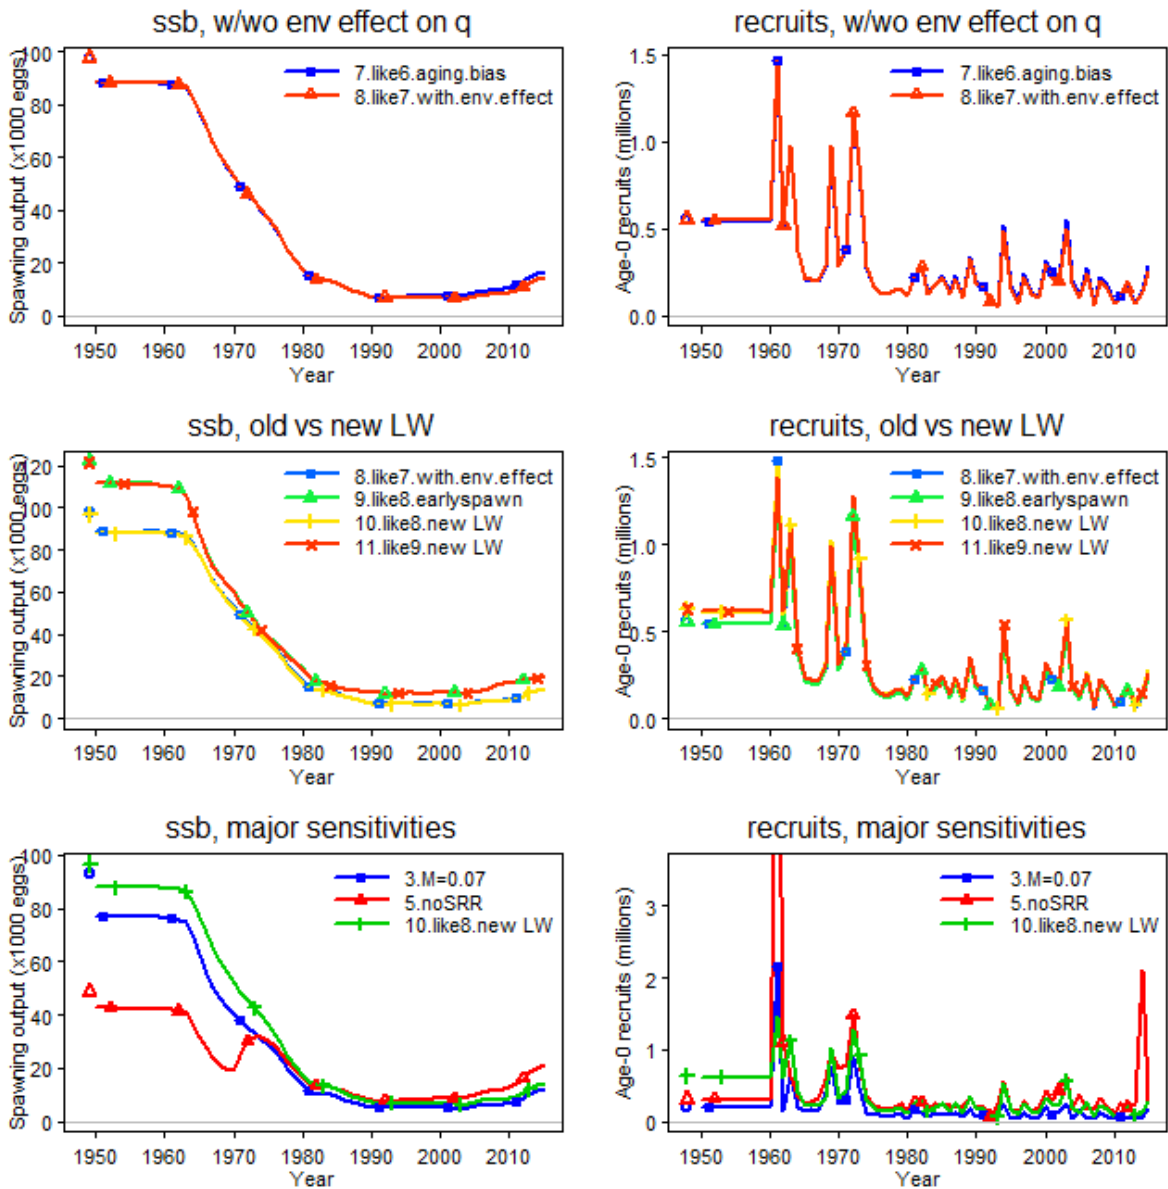 ssb, w/wo env effect on q
Spawning output (x1000 eggs)
100
80
60
40
20
0
7.like6.aging.bias
8.like7.with.env.effect
1950 1960 1970 1980 1990 2000 2010
Year
recruits, w/wo env effect on q
Age-0 recruits (millions)
1.5
1.0
0.5
0.0
7.like6.aging.bias
8.like7.with.env.effect
1950 1960 1970 1980 1990 2000 2010
Year
ssb, old vs new LW
Spawning output (x1000 eggs)
120
100
80
60
40
20
0
8.like7.with.env.effect
9.like8.earlyspawn
10.like8.new LW
11.like9.new LW
1950 1960 1970 1980 1990 2000 2010
Year
recruits, old vs new LW
Age-0 recruits (millions)
1.5
1.0
0.5
0.0
8.like7.with.env.effect
9.like8.earlyspawn
10.like8.new LW
11.like9.new LW
1950 1960 1970 1980 1990 2000 2010
Year
ssb, major sensitivities
Spawning output (x1000 eggs)
100
80
60
40
20
0
3.M=0.07
5.noSRR
10.like8.new LW
1950 1960 1970 1980 1990 2000 2010
Year
recruits, major sensitivities
Age-0 recruits (millions)
3
2
1
0
3.M=0.07
5.noSRR
10.like8.new LW
1950 1960 1970 1980 1990 2000 2010
Year